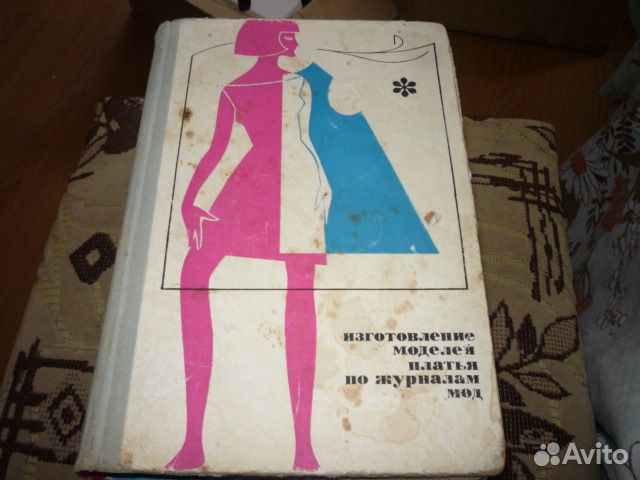 изготовление
моделей
платья
по журналам
мод
Avito